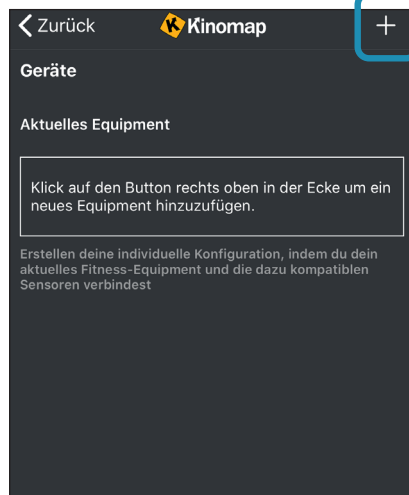 Zurück Kinomap +
Geräte
Aktuelles Equipment
Klick auf den Button rechts oben in der Ecke um ein
neues Equipment hinzuzufügen.
Erstellen deine individuelle Konfiguration, indem du dein
aktuelles Fitness-Equipment und die dazu kompatiblen
Sensoren verbindest